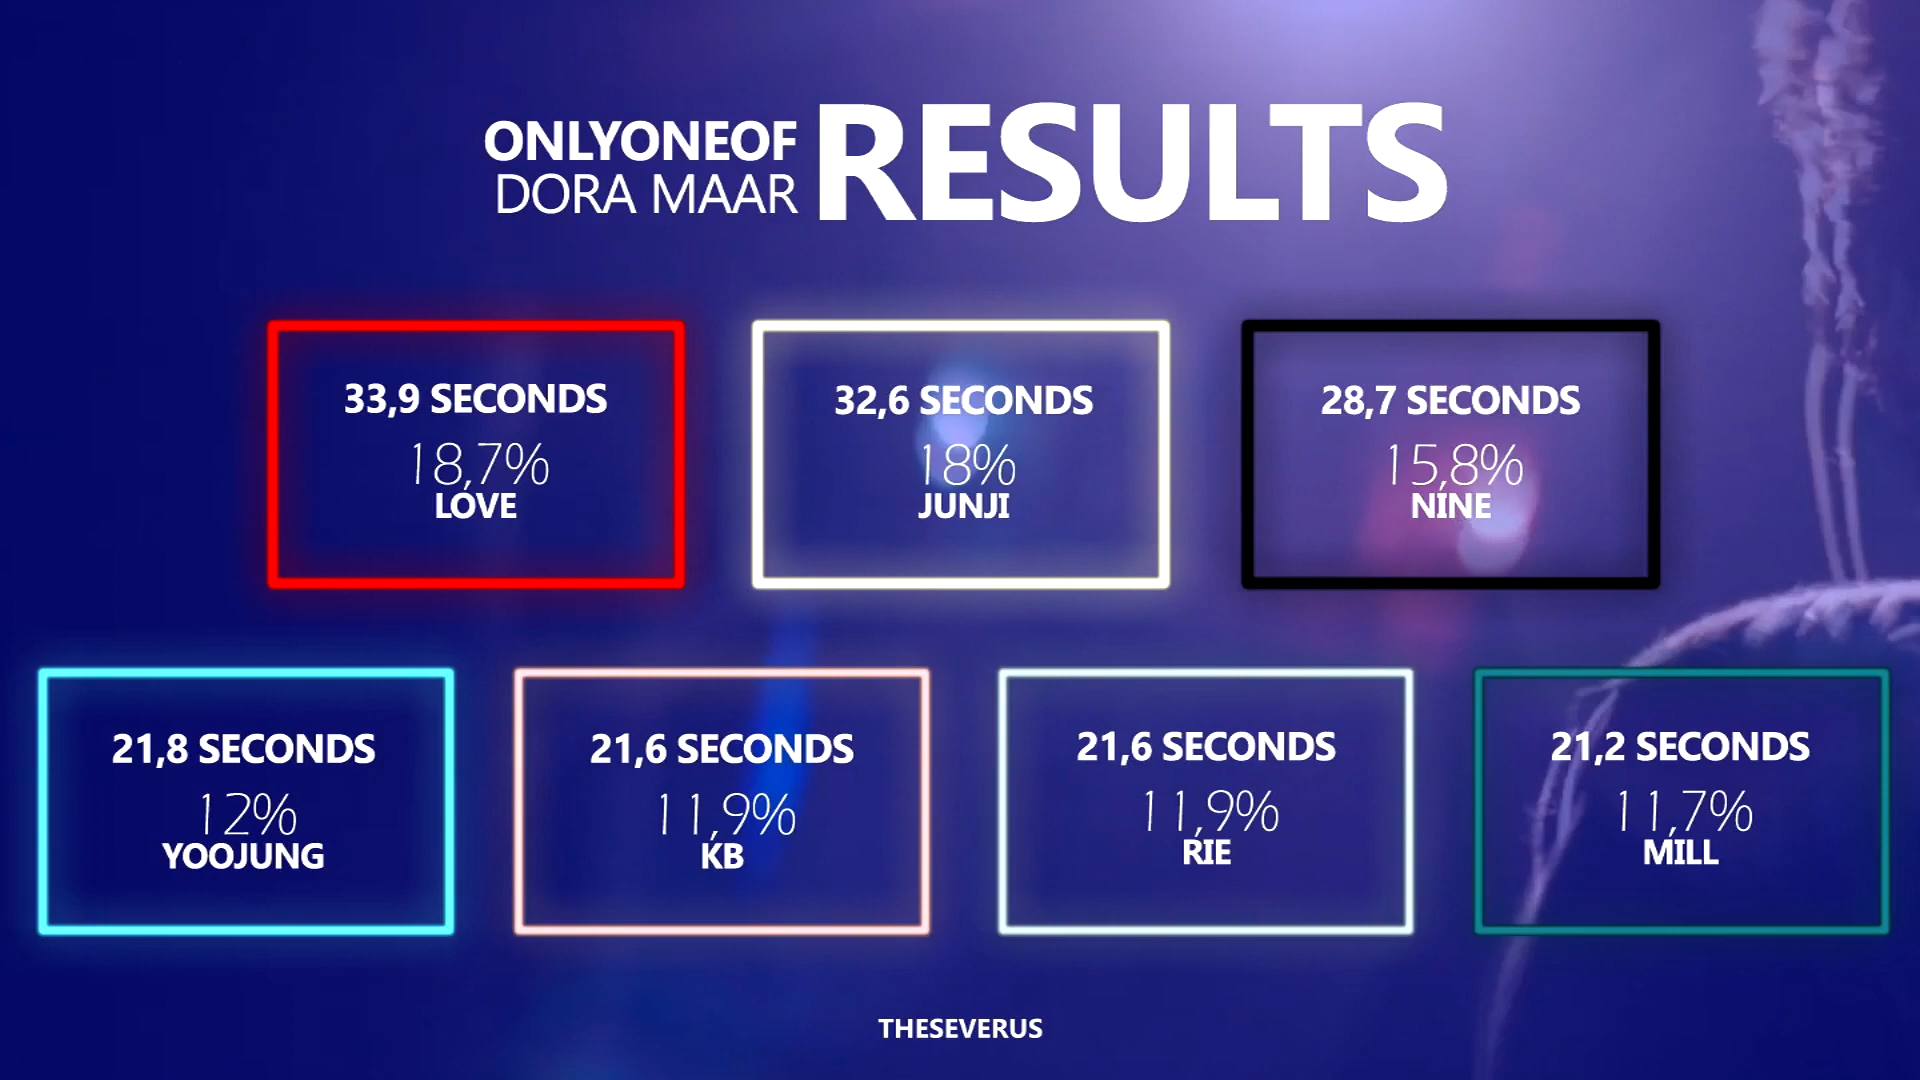 ONLYONEOF
DORA MAAR
RESULTS
33,9 SECONDS
18,7%
LOVE
32,6 SECONDS
18%
JUNJI
28,7 SECONDS
15,8%
NINE
21,8 SECONDS
12%
YOOJUNG
21,6 SECONDS
11,9%
KB
21,6 SECONDS
11,9%
RIE
21,2 SECONDS
11,7%
MILL
THESEVERUS